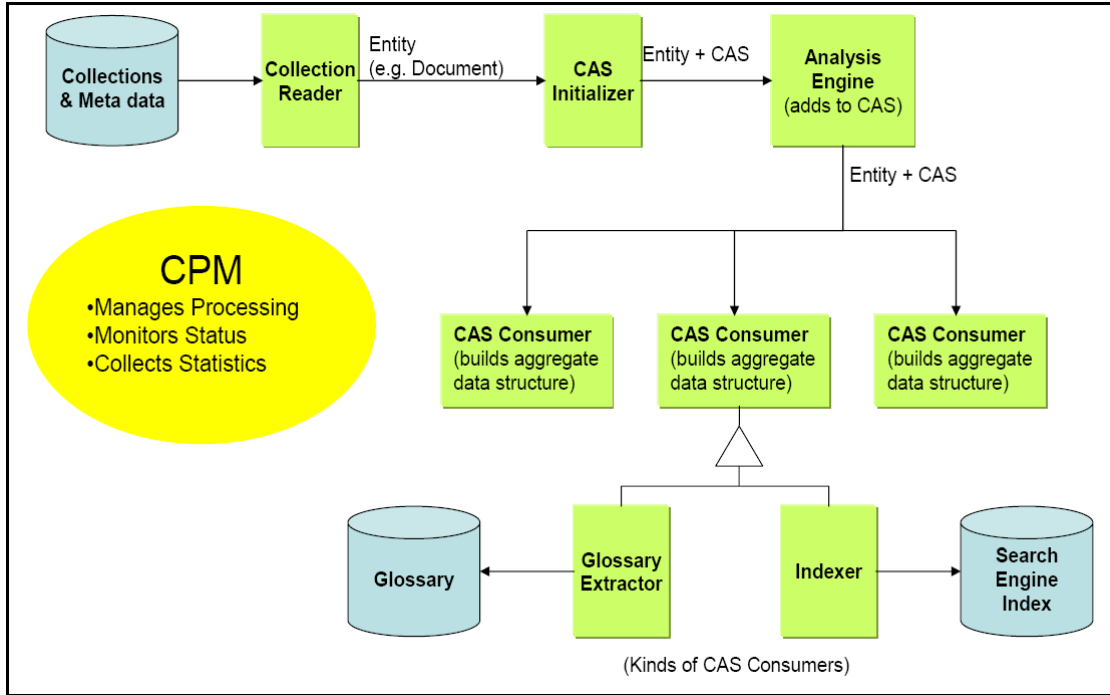 Collections
& Meta data
Collection
Reader
Entity
(e.g. Document)
CAS
Initializer
Entity + CAS
Analysis
Engine
(adds to CAS)
Entity + CAS
CPM
•Manages Processing
•Monitors Status
•Collects Statistics
CAS Consumer
(builds aggregate
data structure)
CAS Consumer
(builds aggregate
data structure)
CAS Consumer
(builds aggregate
data structure)
Glossary
Glossary
Extractor
Indexer
Search
Engine
Index
(Kinds of CAS Consumers)